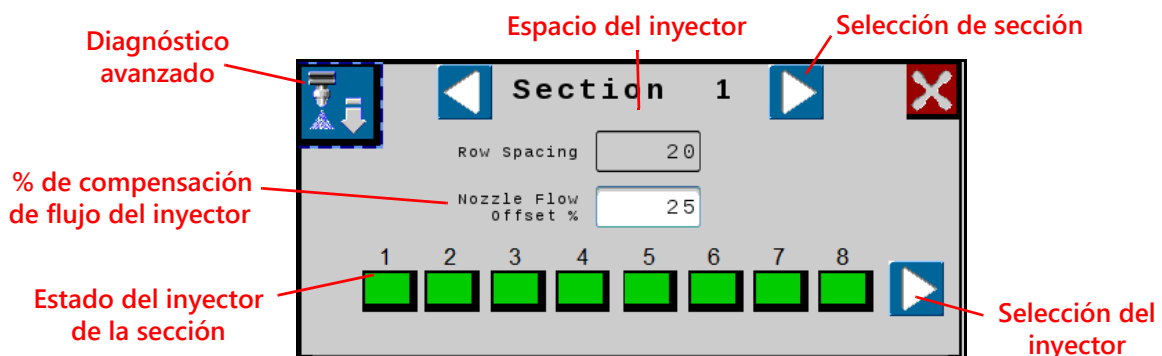 Espacio del inyector
Selección de sección
Diagnóstico
avanzado
Section 1
Row Spacing 20
% de compensación
de flujo del inyector
Nozzle Flow
Offset % 25
1 2 3 4 5 6 7 8
Estado del inyector
de la sección
Selección del
inyector